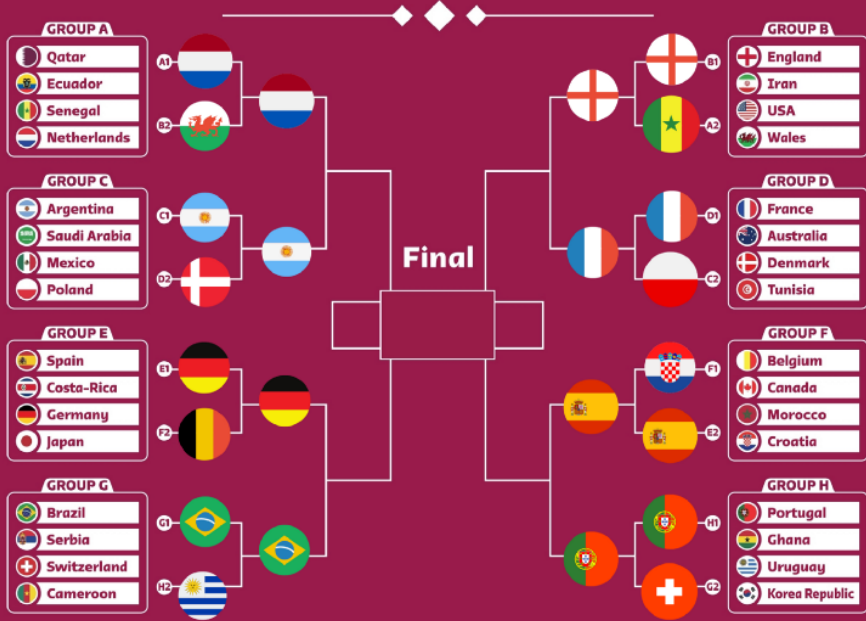 GROUP A
Qatar
Ecuador
Senegal
Netherlands
A1
B2
GROUP C
Argentina
Saudi Arabia
Mexico
Poland
C1
D2
GROUP E
Spain
Costa-Rica
Germany
Japan
E1
F2
GROUP G
Brazil
Serbia
Switzerland
Cameroon
G1
H2
Final
GROUP B
England
Iran
USA
Wales
B1
A2
GROUP D
France
Australia
Denmark
Tunisia
D1
C2
GROUP F
Belgium
Canada
Morocco
Croatia
F1
E2
GROUP H
Portugal
Ghana
Uruguay
Korea Republic
H1
G2